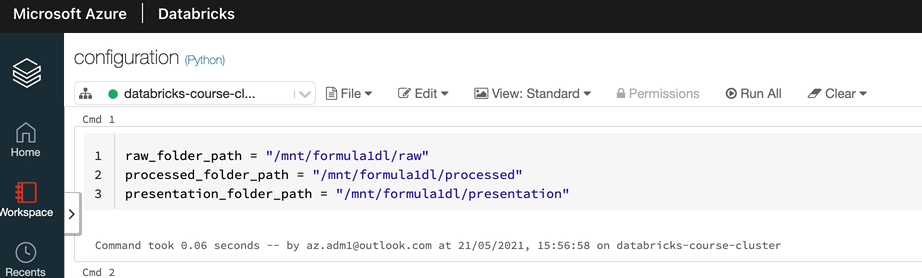 Microsoft Azure | Databricks
configuration (Python)
databricks-course-cl...
File
Edit
View: Standard
Permissions
Run All
Clear
Home
Workspace
Recents
Cmd 1
1 raw_folder_path = "/mnt/formula1dl/raw"
2 processed_folder_path = "/mnt/formula1dl/processed"
3 presentation_folder_path = "/mnt/formula1dl/presentation"
Command took 0.06 seconds -- by az.adm1@outlook.com at 21/05/2021, 15:56:58 on databricks-course-cluster
Cmd 2